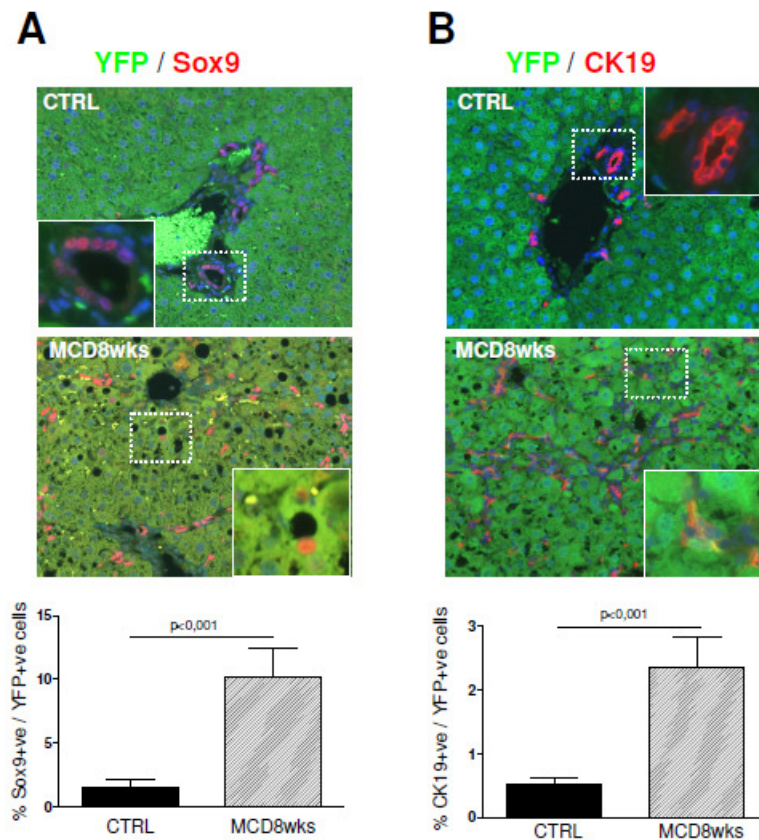 A
YFP / Sox9
CTRL
MCD8wks
% Sox9+ve / YFP+ve cells
15
10
5
0
p<0,001
CTRL
MCD8wks
B
YFP / CK19
CTRL
MCD8wks
% CK19+ve / YFP+ve cells
3
2
1
0
p<0,001
CTRL
MCD8wks